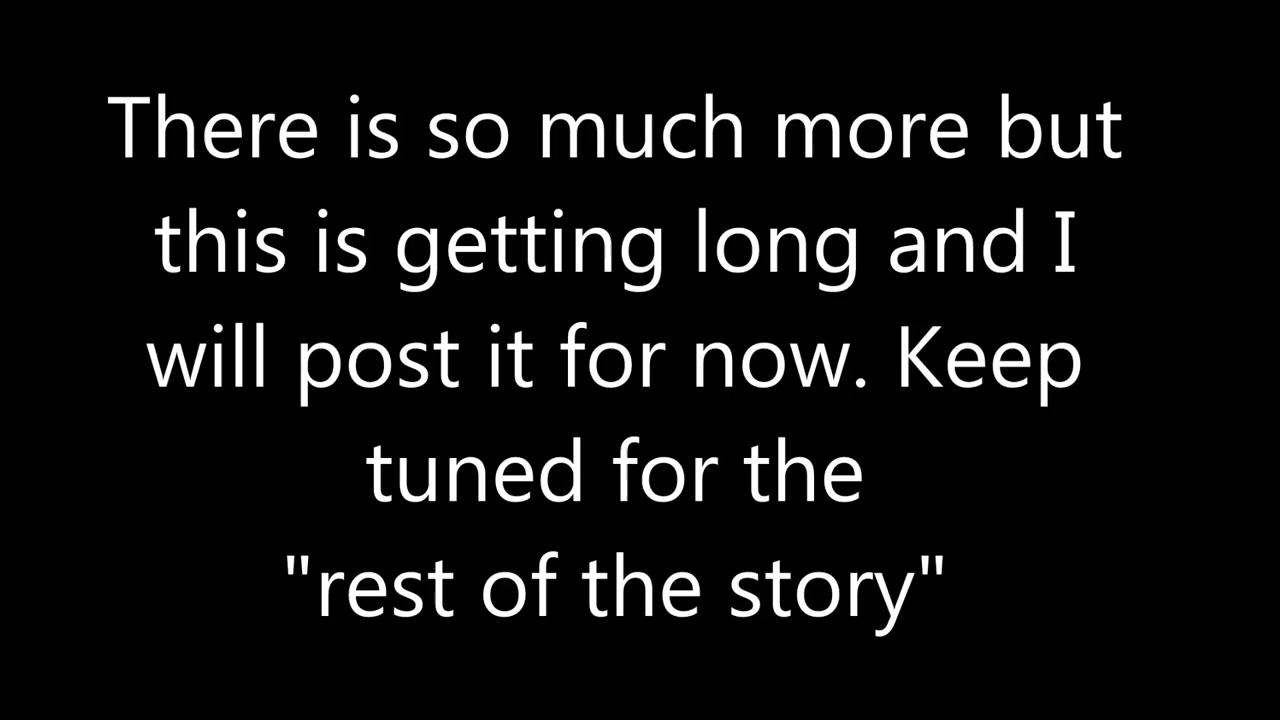 There is so much more but
this is getting long and I
will post it for now. Keep
tuned for the
"rest of the story"